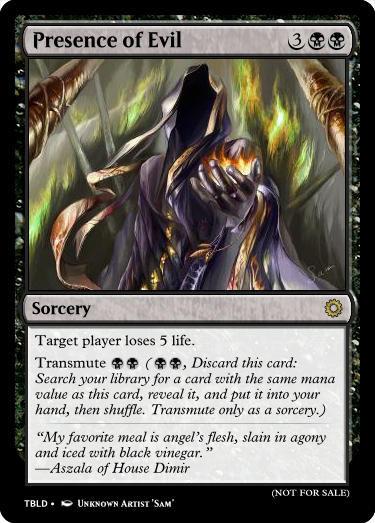 Presence of Evil 3
Sam
Sorcery
Target player loses 5 life.
Transmute ( , Discard this card:
Search your library for a card with the same mana
value as this card, reveal it, and put it into your
hand, then shuffle. Transmute only as a sorcery.)
“My favorite meal is angel’s flesh, slain in agony
and iced with black vinegar.”
—Aszala of House Dimir
(NOT FOR SALE)
TBLD • Unknown Artist 'Sam'